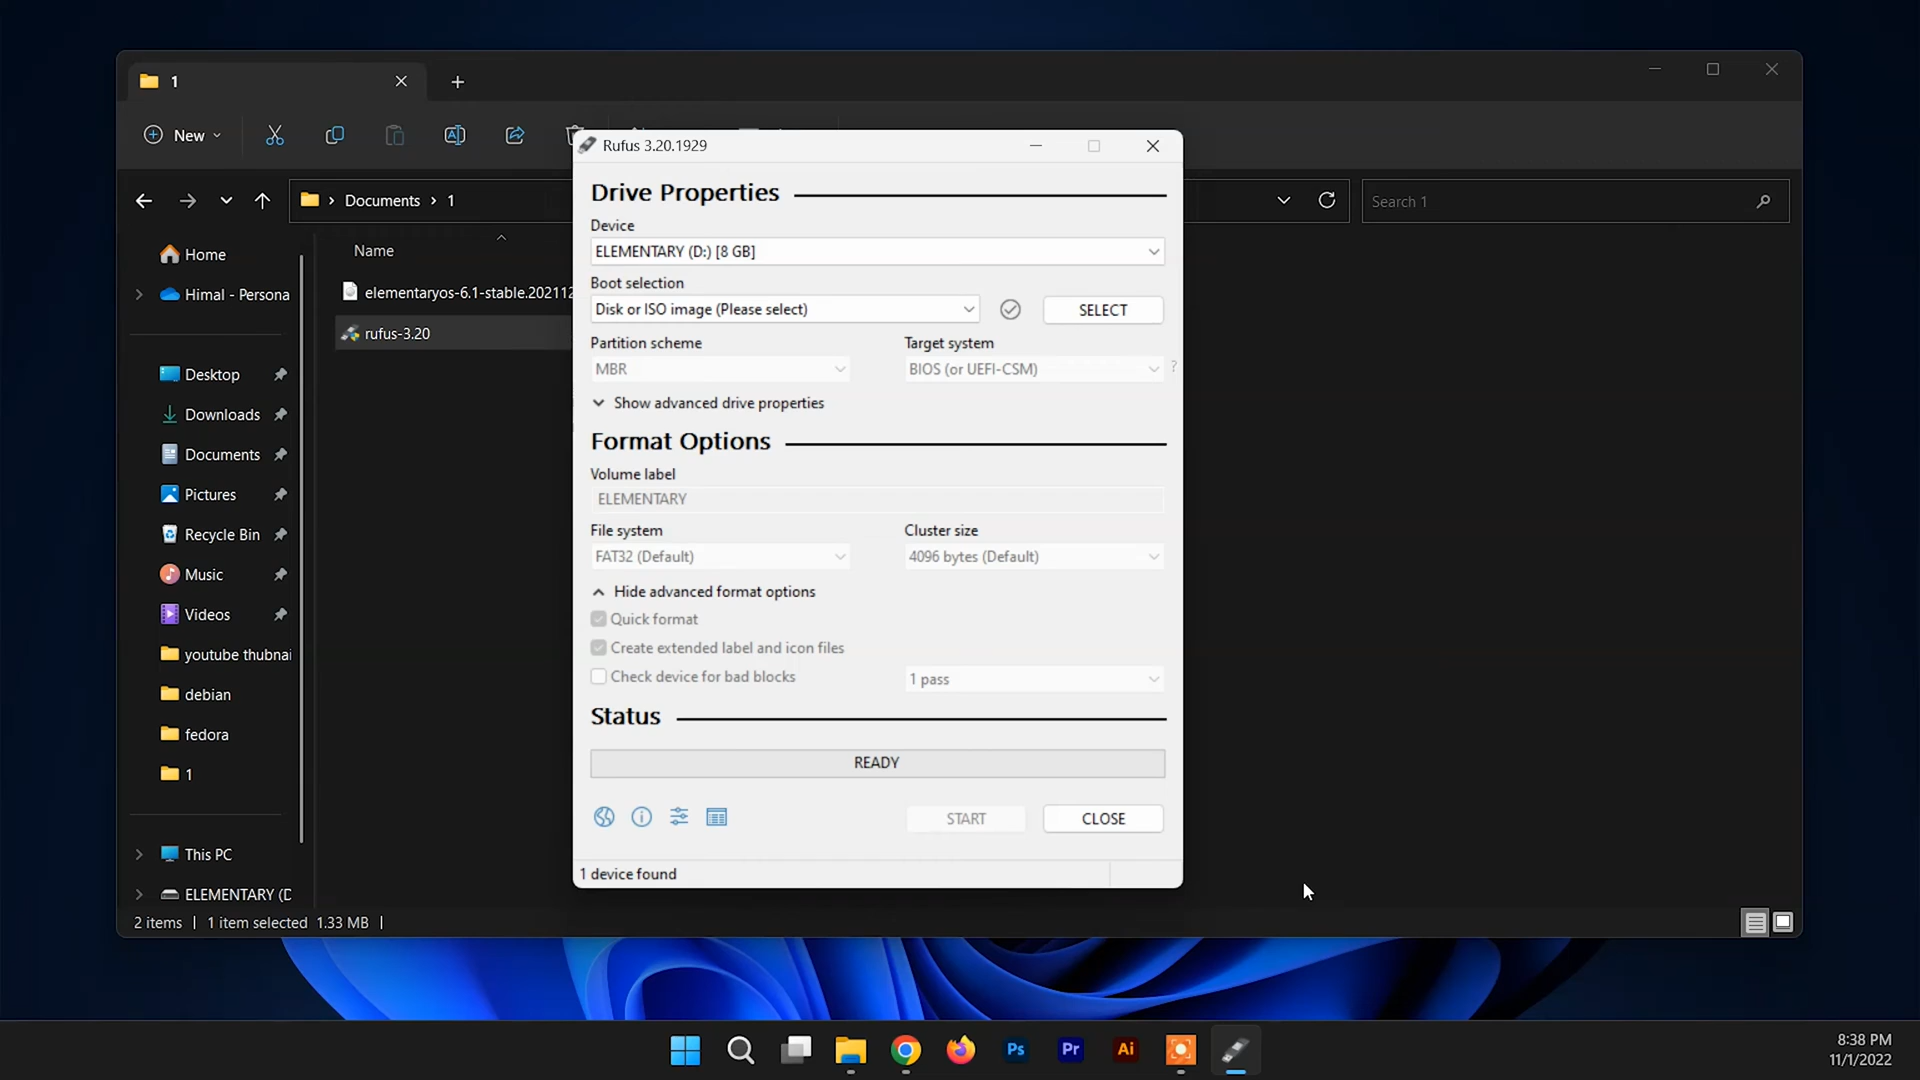 1
New
Documents
1
Search 1
Home
Himal - Persona
Desktop
Downloads
Documents
Pictures
Recycle Bin
Music
Videos
youtube thubnai
debian
fedora
1
This PC
ELEMENTARY (D
Name
elementaryos-6.1-stable.202112
rufus-3.20
2 items
1 item selected 1.33 MB
Rufus 3.20.1929
Drive Properties
Device
ELEMENTARY (D:) [8 GB]
Boot selection
Disk or ISO image (Please select)
SELECT
Partition scheme
Target system
MBR
BIOS (or UEFI-CSM)
?
Show advanced drive properties
Format Options
Volume label
ELEMENTARY
File system
Cluster size
FAT32 (Default)
4096 bytes (Default)
Hide advanced format options
Quick format
Create extended label and icon files
Check device for bad blocks
1 pass
Status
READY
START
CLOSE
1 device found
Ps
Pr
Ai
8:38 PM
11/1/2022